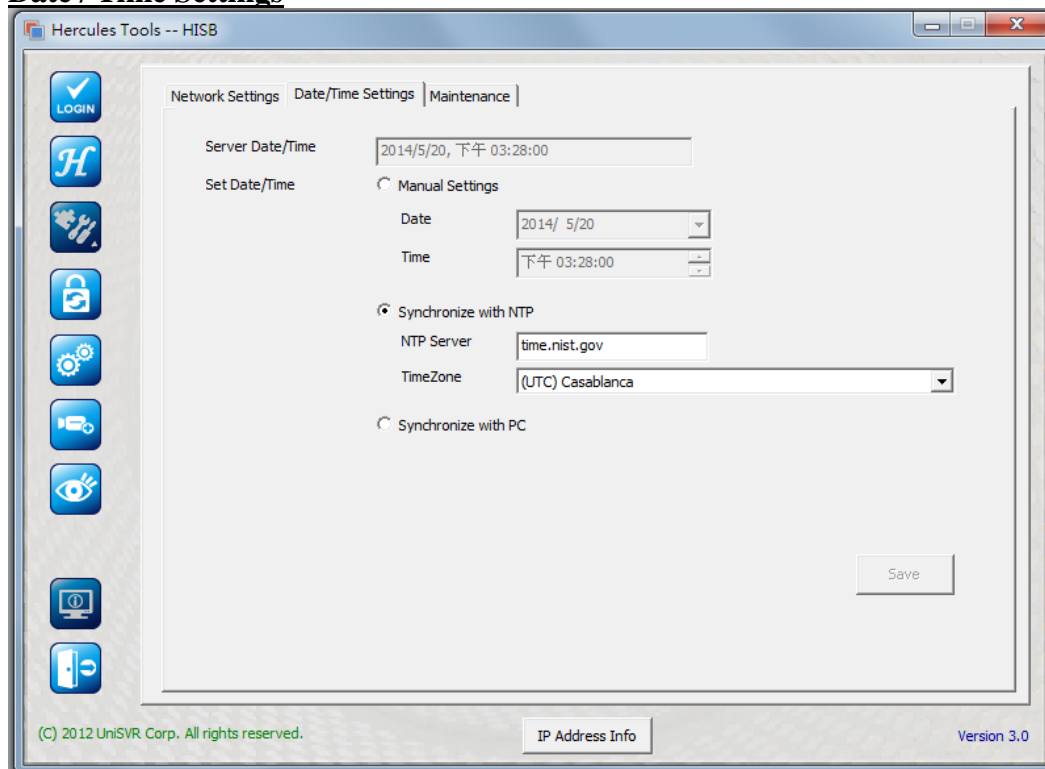 Date / Time Settings
Hercules Tools -- HISB
LOGIN
H
Network Settings Date/Time Settings Maintenance
Server Date/Time 2014/5/20, 下午 03:28:00
Set Date/Time Manual Settings
Date 2014/ 5/20
Time 下午 03:28:00
Synchronize with NTP
NTP Server time.nist.gov
TimeZone (UTC) Casablanca
Synchronize with PC
Save
(C) 2012 UniSVR Corp. All rights reserved. IP Address Info Version 3.0